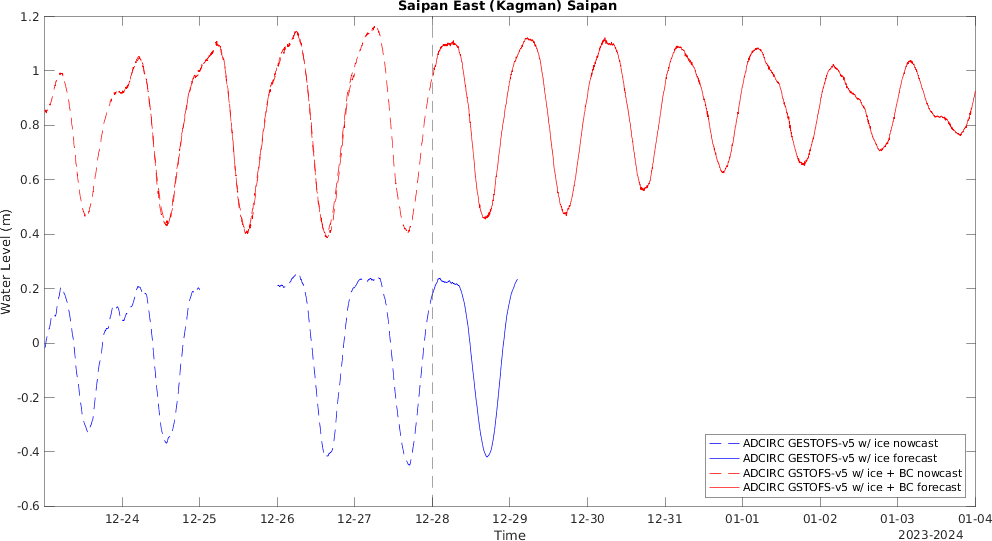 Saipan East (Kagman) Saipan
1.2
1
0.8
0.6
0.4
0.2
0
-0.2
-0.4
-0.6
Water Level (m)
ADCIRC GESTOFS-v5 w/ ice nowcast
ADCIRC GESTOFS-v5 w/ ice forecast
ADCIRC GSTOFS-v5 w/ ice + BC nowcast
ADCIRC GSTOFS-v5 w/ ice + BC forecast
12-24 12-25 12-26 12-27 12-28 12-29 12-30 12-31 01-01 01-02 01-03 01-04
Time
2023-2024